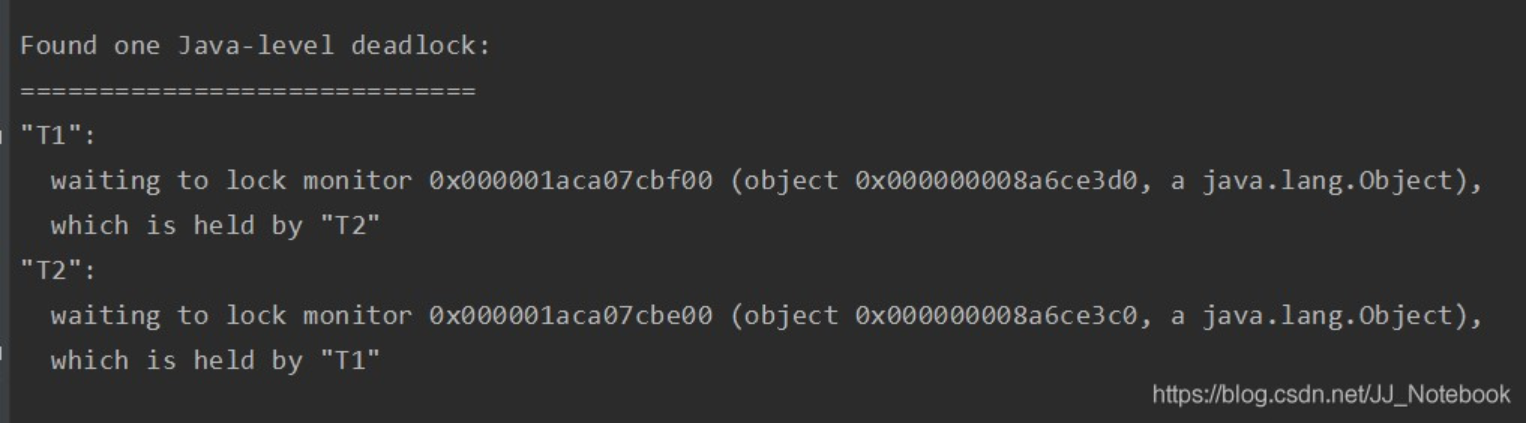 Found one Java-level deadlock:
=============================
"T1":
  waiting to lock monitor 0x000001aca07cbf00 (object 0x000000008a6ce3d0, a java.lang.Object),
  which is held by "T2"
"T2":
  waiting to lock monitor 0x000001aca07cbe00 (object 0x000000008a6ce3c0, a java.lang.Object),
  which is held by "T1"
https://blog.csdn.net/JJ_Notebook